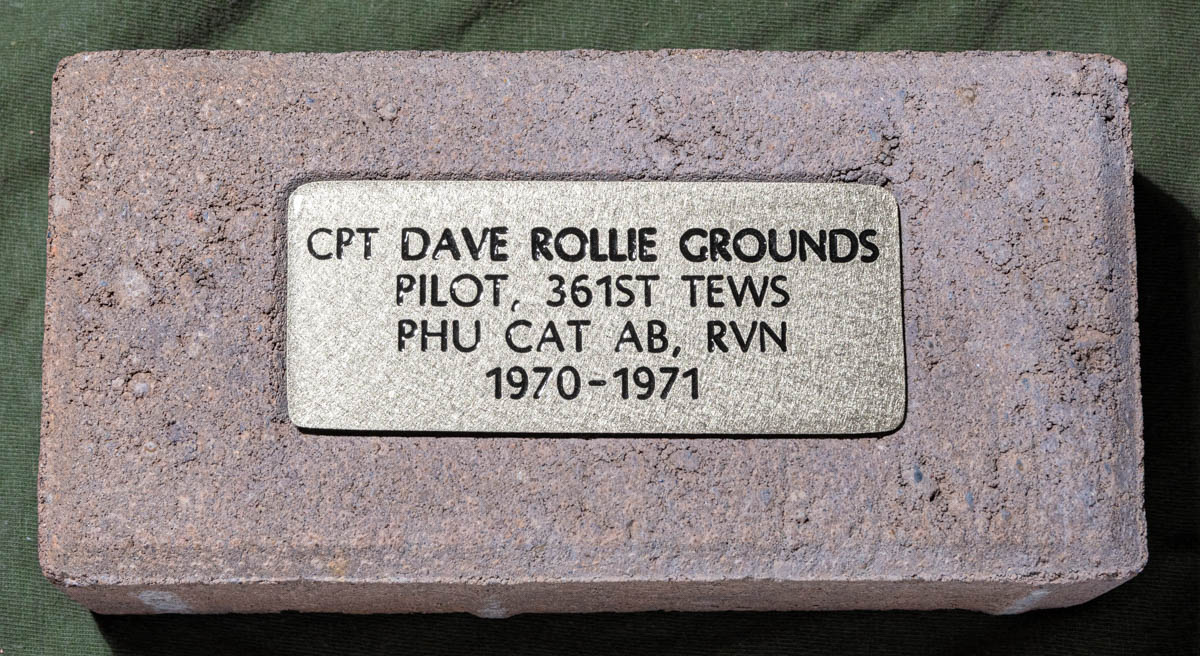 CPT DAVE ROLLIE GROUNDS
PILOT, 361ST TEWS
PHU CAT AB, RVN
1970-1971